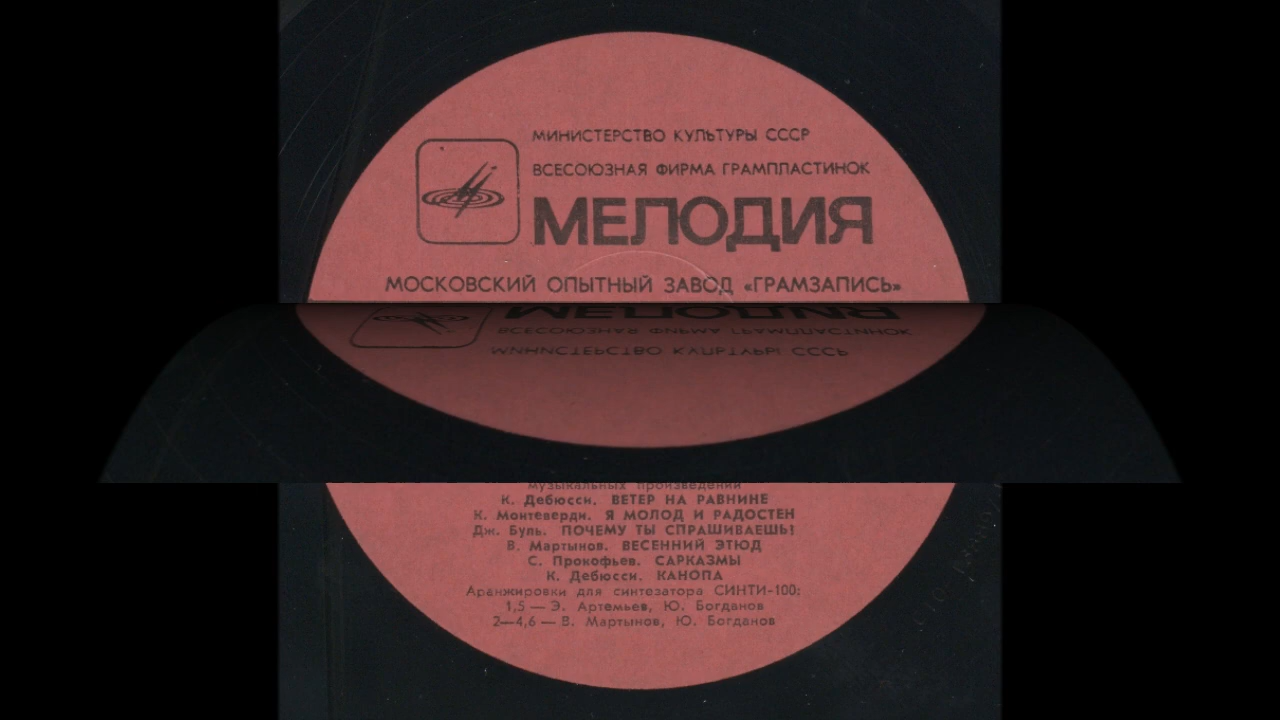 МИНИСТЕРСТВО КУЛЬТУРЫ СССР
ВСЕСОЮЗНАЯ ФИРМА ГРАМПЛАСТИНОК
МЕЛОДИЯ
МОСКОВСКИЙ ОПЫТНЫЙ ЗАВОД «ГРАМЗАПИСЬ»
МЕЛОДИЯ
ВСЕСОЮЗНАЯ ФИРМА ГРАМПЛАСТИНОК
МИНИСТЕРСТВО КУЛЬТУРЫ СССР
музыкальных произведений
К. Дебюсси. ВЕТЕР НА РАВНИНЕ
К. Монтеверди. Я МОЛОД И РАДОСТЕН
Дж. Буль. ПОЧЕМУ ТЫ СПРАШИВАЕШЬ?
В. Мартынов. ВЕСЕННИЙ ЭТЮД
С. Прокофьев. САРКАЗМЫ
К. Дебюсси. КАНОПА
Аранжировки для синтезатора СИНТИ-100:
1,5 — Э. Артемьев, Ю. Богданов
2—4,6 — В. Мартынов, Ю. Богданов